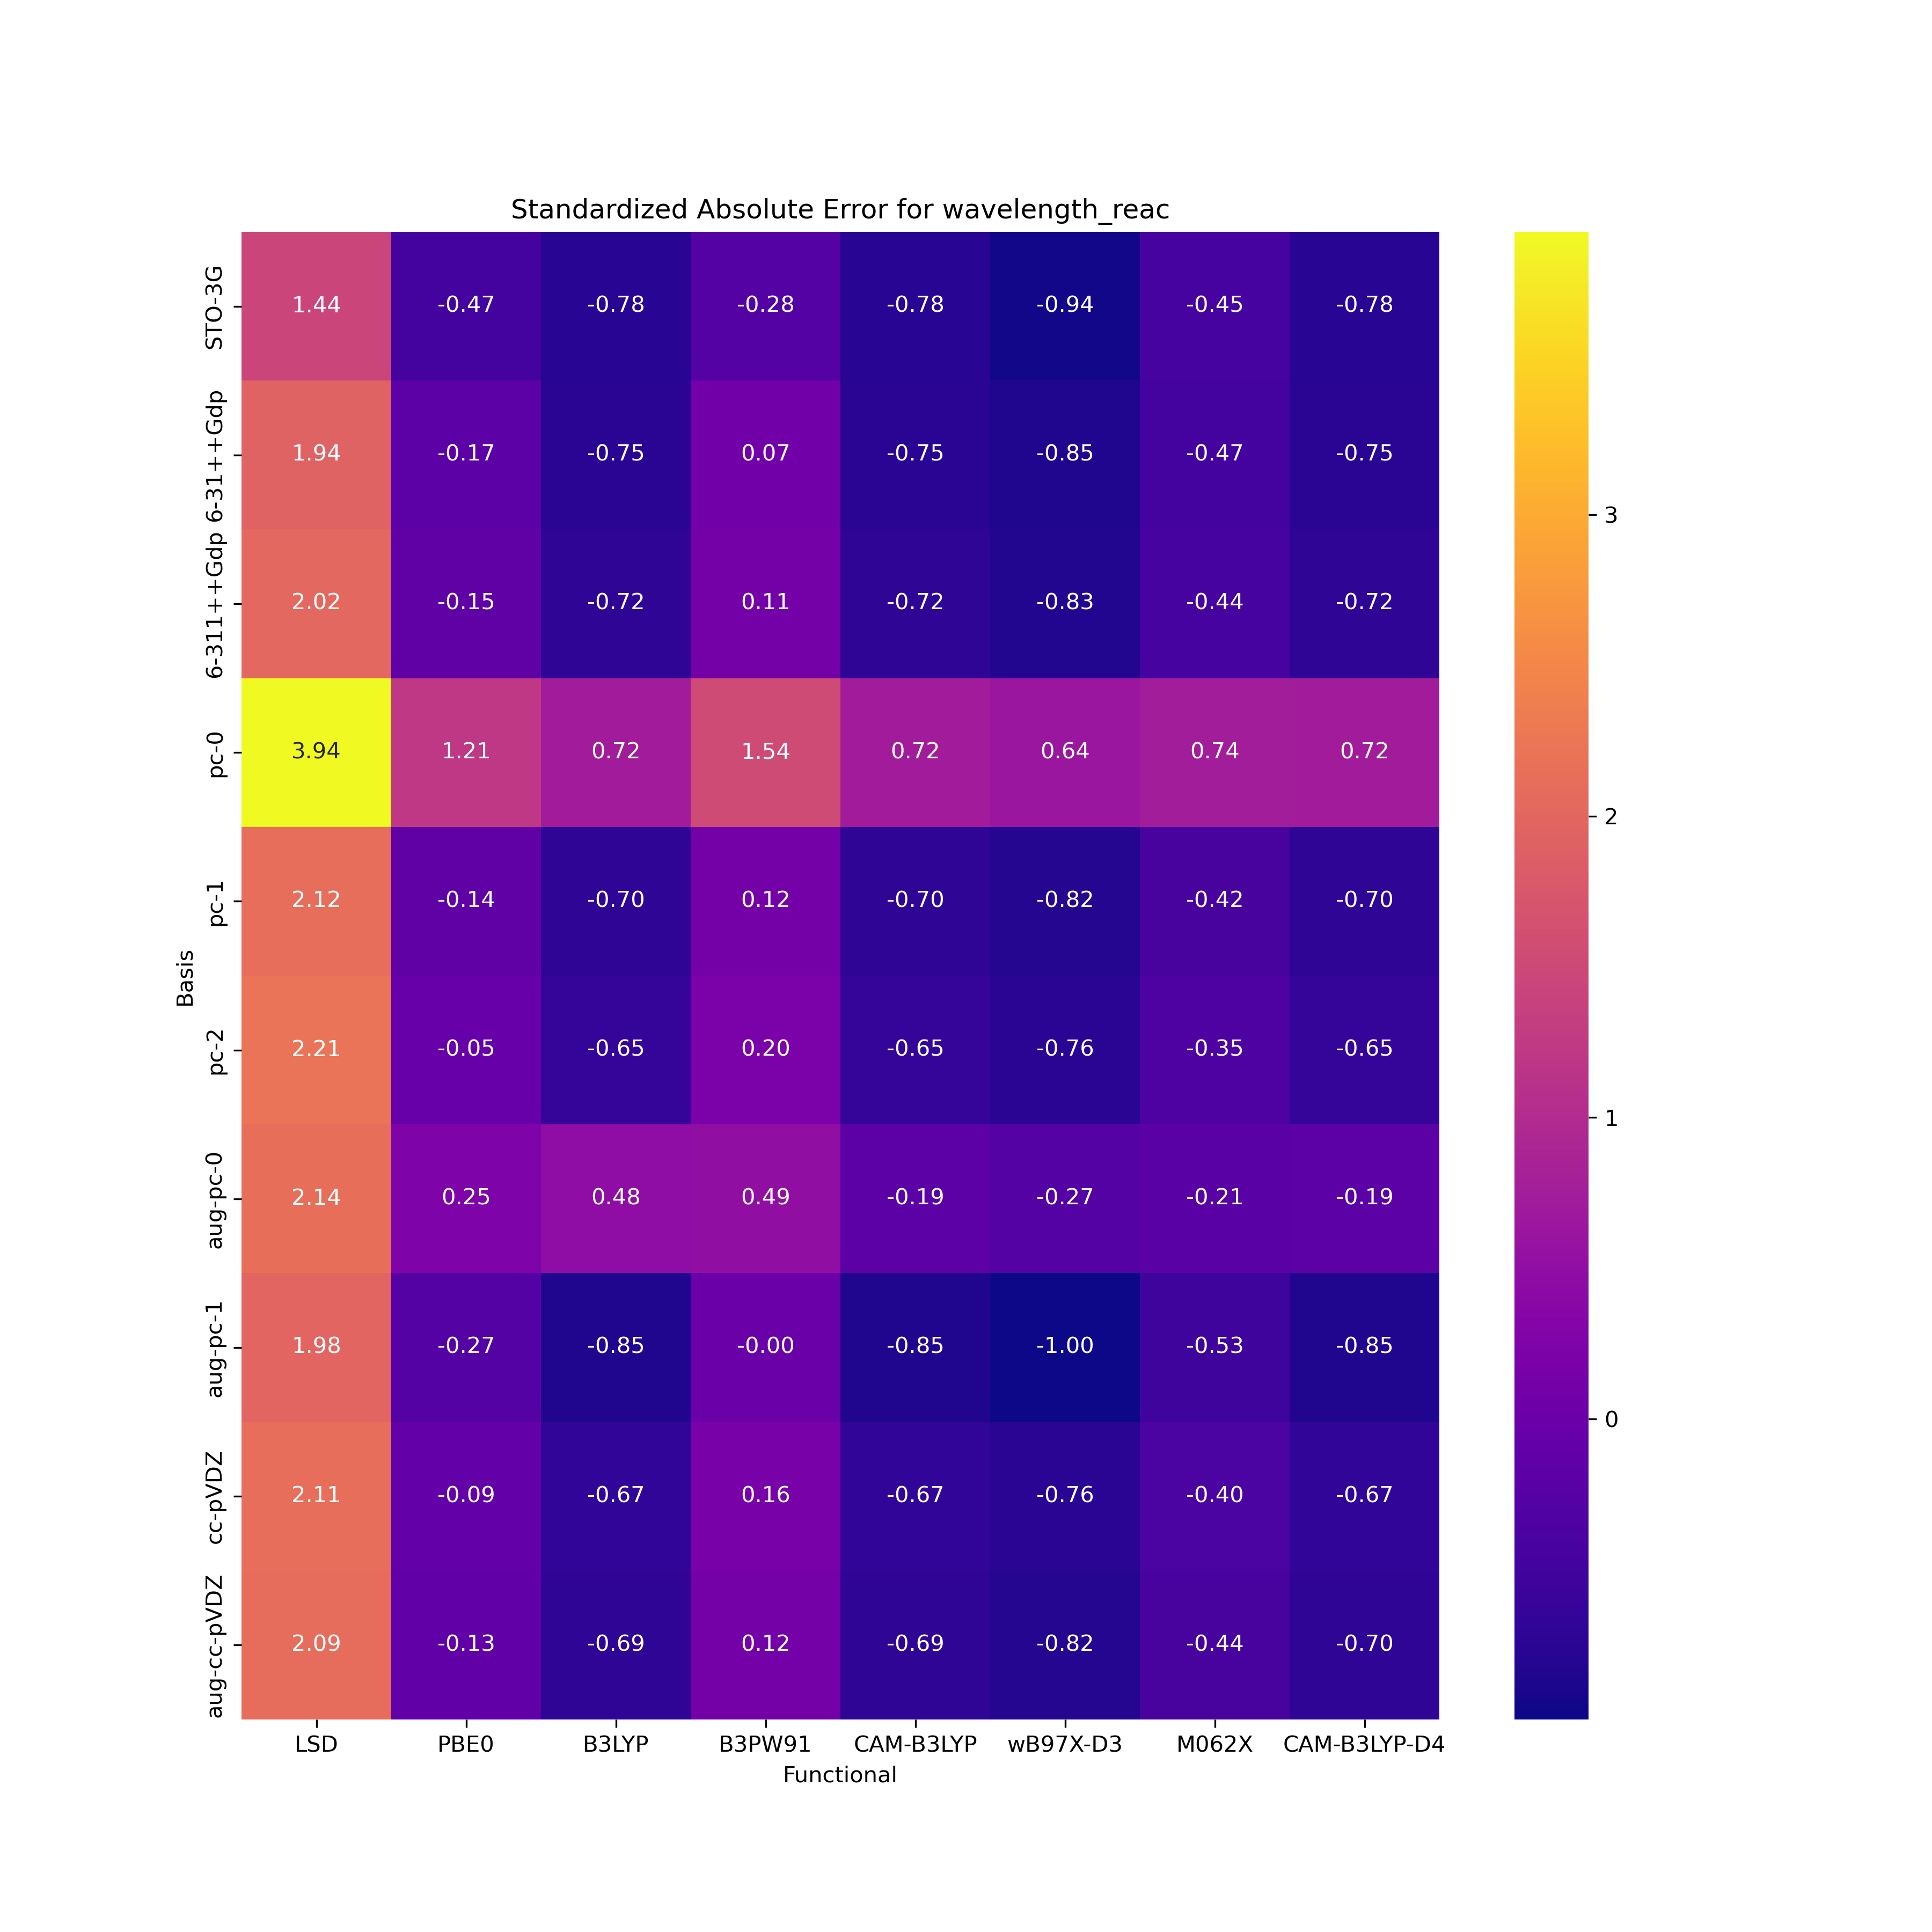 Standardized Absolute Error for wavelength_reac
STO-3G 1.44 -0.47 -0.78 -0.28 -0.78 -0.94 -0.45 -0.78
6-31++Gdp 1.94 -0.17 -0.75 0.07 -0.75 -0.85 -0.47 -0.75
6-311++Gdp 2.02 -0.15 -0.72 0.11 -0.72 -0.83 -0.44 -0.72
pc-0 3.94 1.21 0.72 1.54 0.72 0.64 0.74 0.72
pc-1 2.12 -0.14 -0.70 0.12 -0.70 -0.82 -0.42 -0.70
pc-2 2.21 -0.05 -0.65 0.20 -0.65 -0.76 -0.35 -0.65
aug-pc-0 2.14 0.25 0.48 0.49 -0.19 -0.27 -0.21 -0.19
aug-pc-1 1.98 -0.27 -0.85 -0.00 -0.85 -1.00 -0.53 -0.85
cc-pVDZ 2.11 -0.09 -0.67 0.16 -0.67 -0.76 -0.40 -0.67
aug-cc-pVDZ 2.09 -0.13 -0.69 0.12 -0.69 -0.82 -0.44 -0.70
Basis
LSD PBE0 B3LYP B3PW91 CAM-B3LYP wB97X-D3 M062X CAM-B3LYP-D4
Functional
3
2
1
0